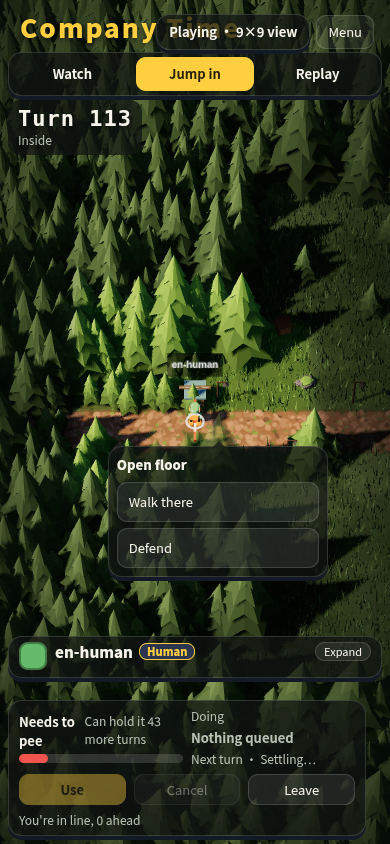 Company Time
Playing • 9×9 view
Menu
Watch
Jump in
Replay
Turn 113
Inside
en-human
Open floor
Walk there
Defend
en-human
Human
Expand
Needs to pee
Can hold it 43 more turns
Doing
Nothing queued
Next turn • Settling…
Use
Cancel
Leave
You're in line, 0 ahead